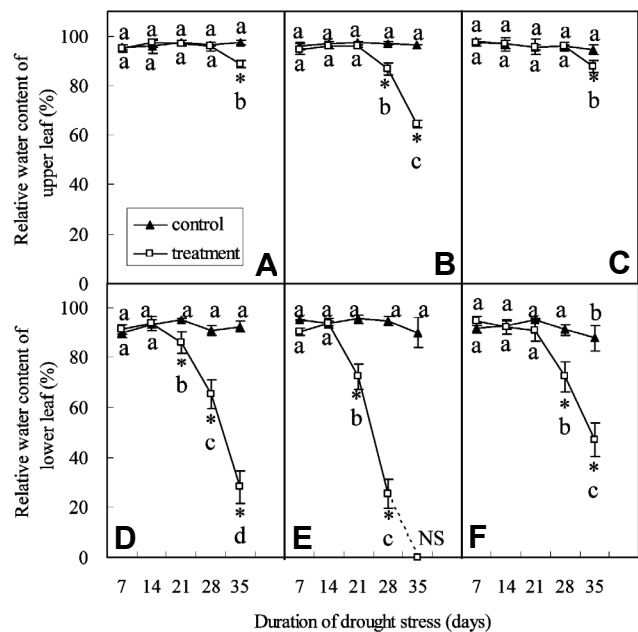 a a a a a
a a a a
*
b
a a a a a
a a a
*
b
*
c
a a a a a
a a a a
*
b
100
80
60
40
20
0
Relative water content of
upper leaf (%)
control
treatment
A
B
C
a a a a a
a a
*
b
*
c
*
d
a a a a a
a a
*
b
*
c
NS
a a a a b
a a a
*
b
*
c
100
80
60
40
20
0
Relative water content of
lower leaf (%)
D
E
F
7 14 21 28 35 7 14 21 28 35 7 14 21 28 35
Duration of drought stress (days)